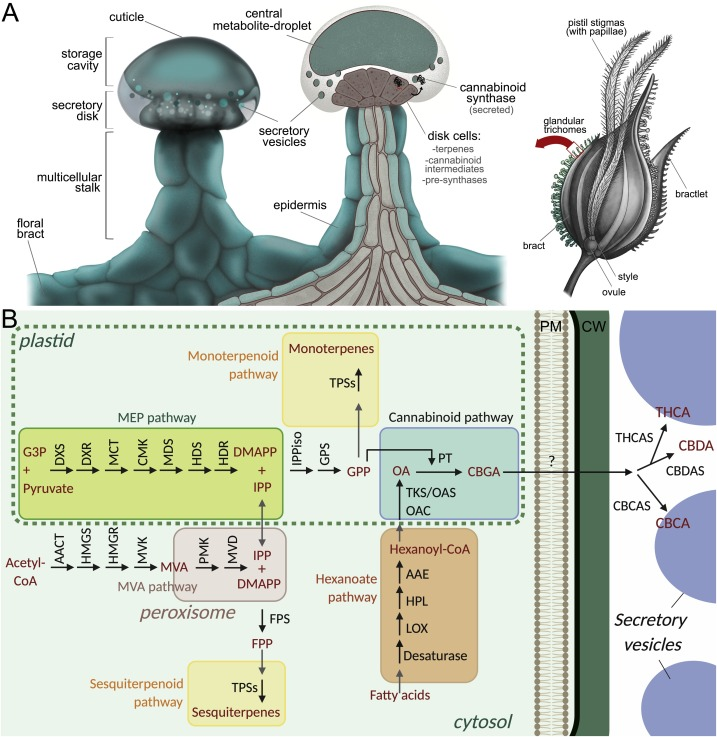 A
cuticle
storage
cavity
secretory
disk
multicellular
stalk
floral
bract
central
metabolite-droplet
secretory
vesicles
epidermis
cannabinoid
synthase
(secreted)
disk cells:
-terpenes
-cannabinoid
intermediates
-pre-synthases
pistil stigmas
(with papillae)
glandular
trichomes
bractlet
bract
style
ovule
B
plastid
PM
CW
Monoterpenoid
pathway
Monoterpenes
TPSs
MEP pathway
Cannabinoid pathway
G3P
+
Pyruvate
DXS
DXR
MCT
CMK
MDS
HDS
HDR
DMAPP
+
IPP
IPPiso
GPS
GPP
PT
OA
CBGA
TKS/OAS
OAC
?
THCA
THCAS
CBDA
CBDAS
CBCAS
CBCA
Acetyl-
CoA
AACT
HMGS
HMGR
MVK
MVA
PMK
MVD
IPP
+
DMAPP
MVA pathway
peroxisome
Hexanoyl-CoA
Hexanoate
pathway
AAE
HPL
LOX
Desaturase
Fatty acids
FPS
FPP
Sesquiterpenoid
pathway
TPSs
Sesquiterpenes
Secretory
vesicles
cytosol